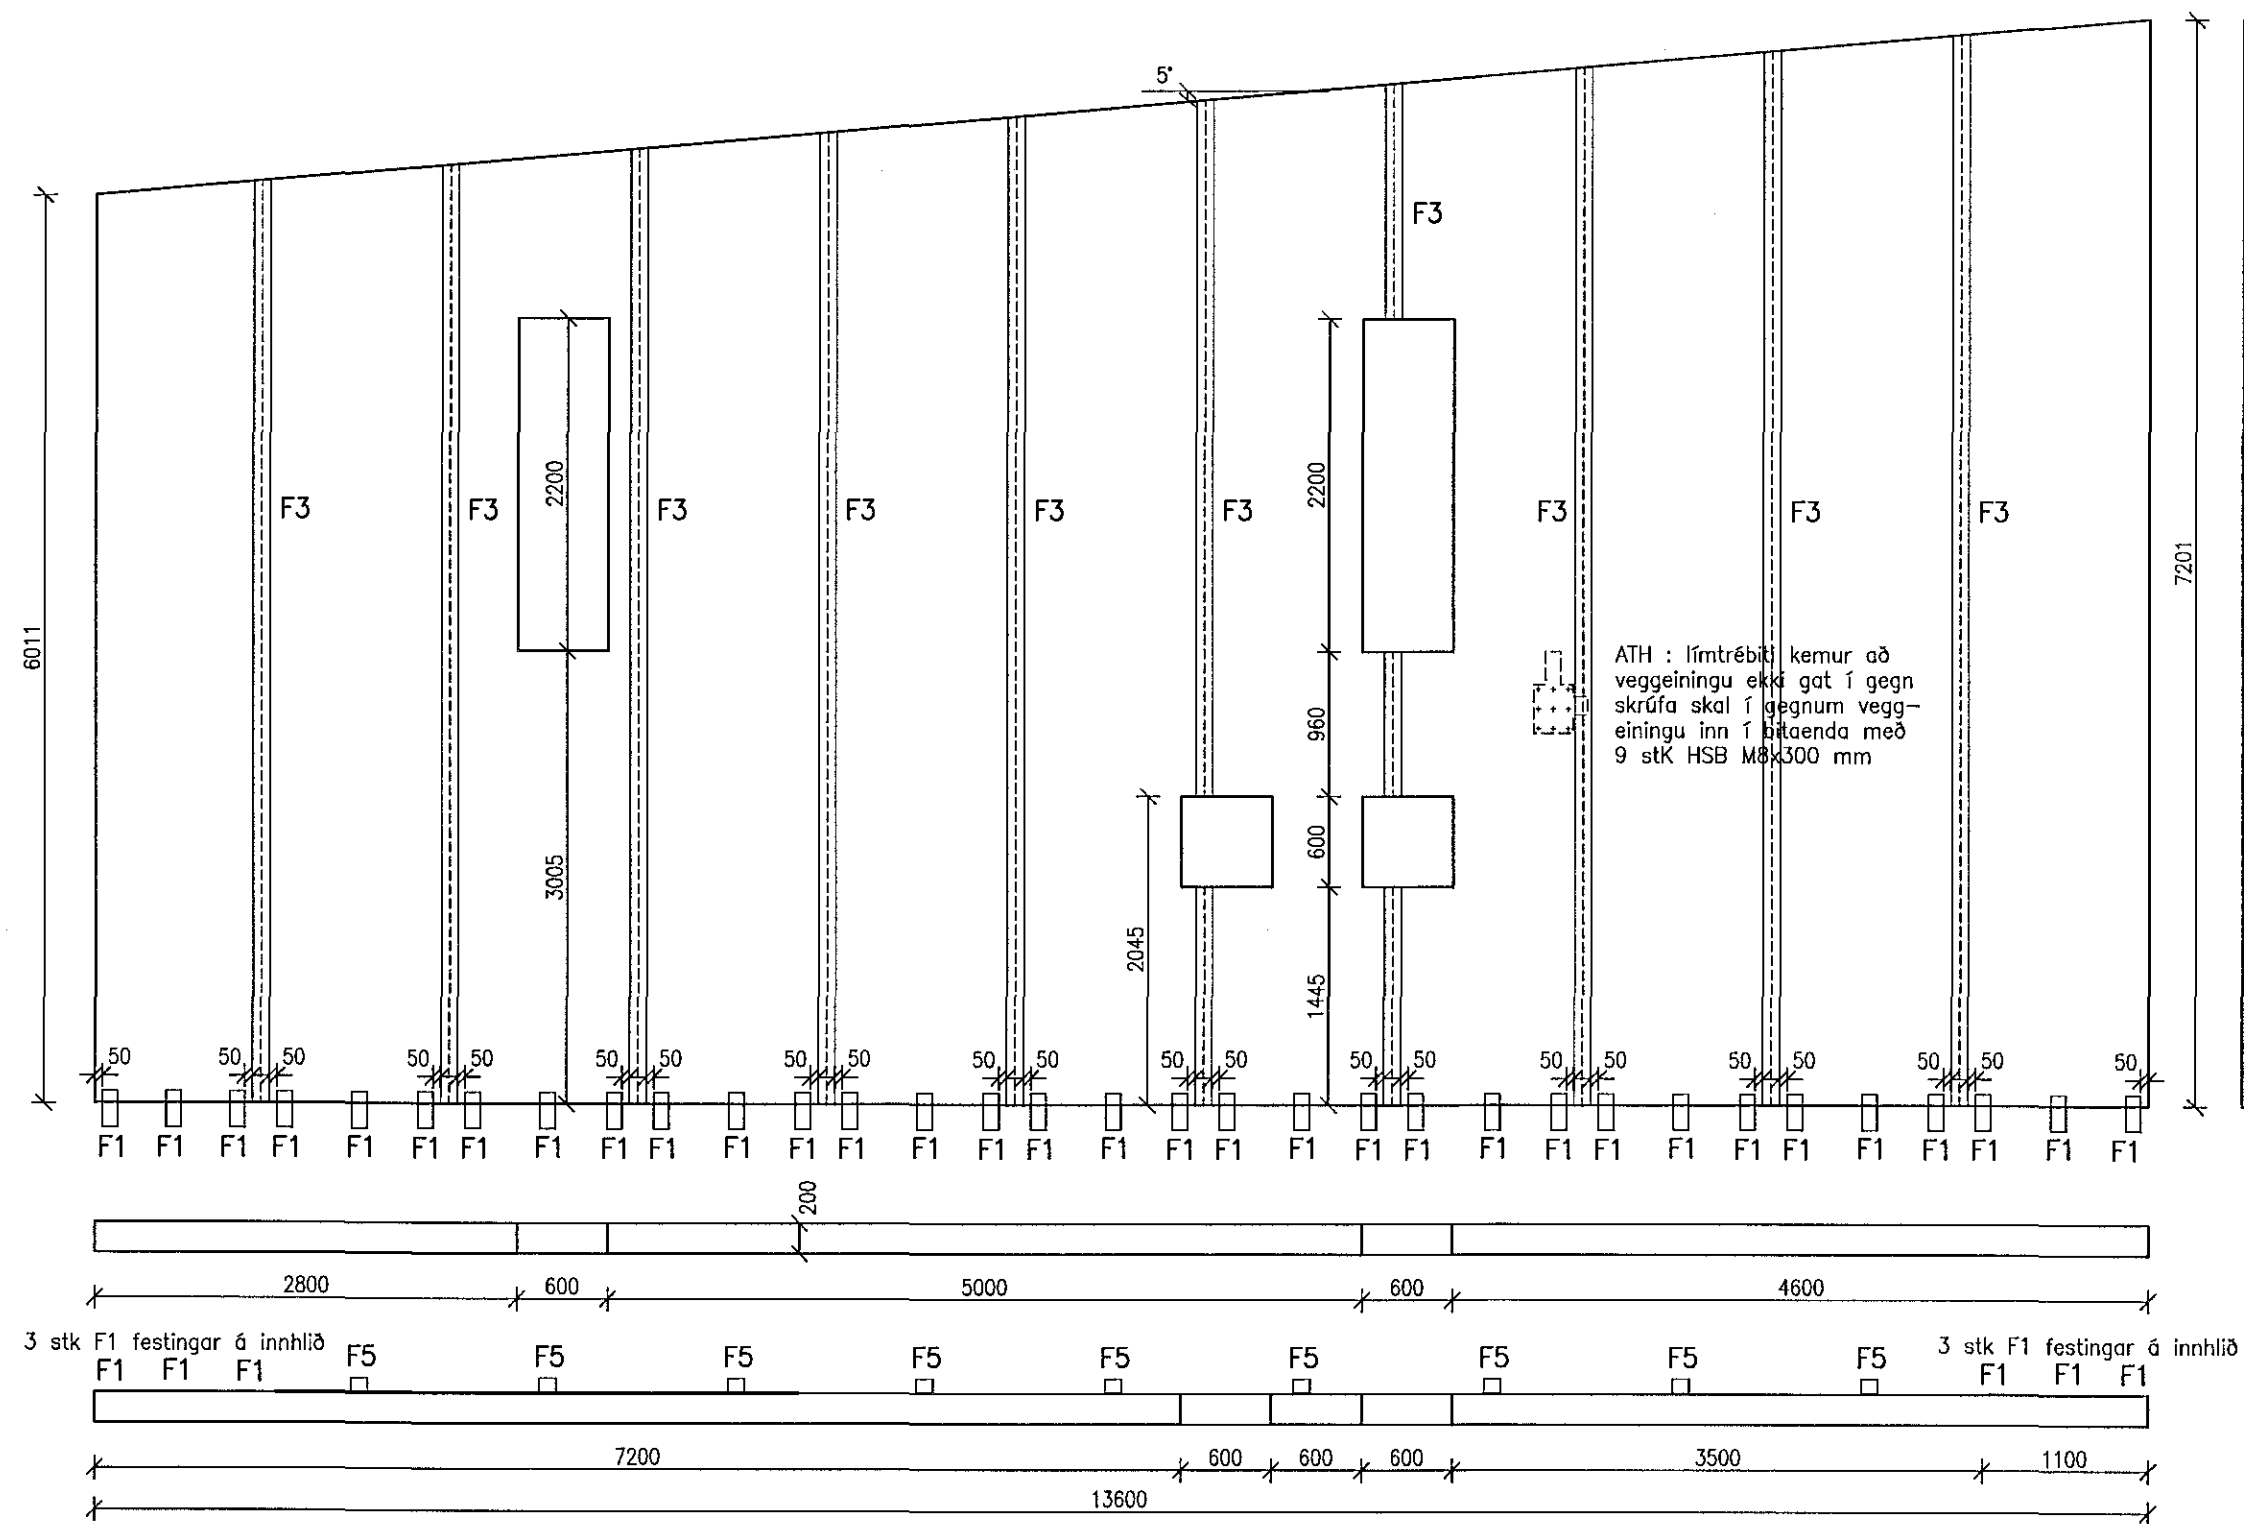 5°
F3
F3 F3 F3 F3 F3 F3 F3 F3 F3
2200
2200
6011
7201
ATH : límtrébiti kemur að
veggeiningu ekki gat í gegn
skrúfa skal í gegnum vegg-
einingu inn í bitaenda með
9 stK HSB M8x300 mm
960
600
3005
2045
1445
50 50 50 50 50 50 50 50 50 50 50 50 50 50 50 50 50 50 50 50 50 50
F1 F1 F1 F1 F1 F1 F1 F1 F1 F1 F1 F1 F1 F1 F1 F1 F1 F1 F1 F1 F1 F1 F1 F1 F1 F1 F1 F1 F1 F1 F1 F1 F1
200
2800 600 5000 600 4600
3 stk F1 festingar á innhlið
3 stk F1 festingar á innhlið
F1 F1 F1 F5 F5 F5 F5 F5 F5 F5 F5 F5 F1 F1 F1
7200 600 600 600 3500 1100
13600